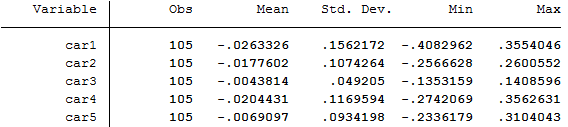 Variable Obs Mean Std. Dev. Min Max
car1 105 -.0263326 .1562172 -.4082962 .3554046
car2 105 -.0177602 .1074264 -.2566628 .2600552
car3 105 -.0043814 .049205 -.1353159 .1408596
car4 105 -.0204431 .1169594 -.2742069 .3562631
car5 105 -.0069097 .0934198 -.2336179 .3104043